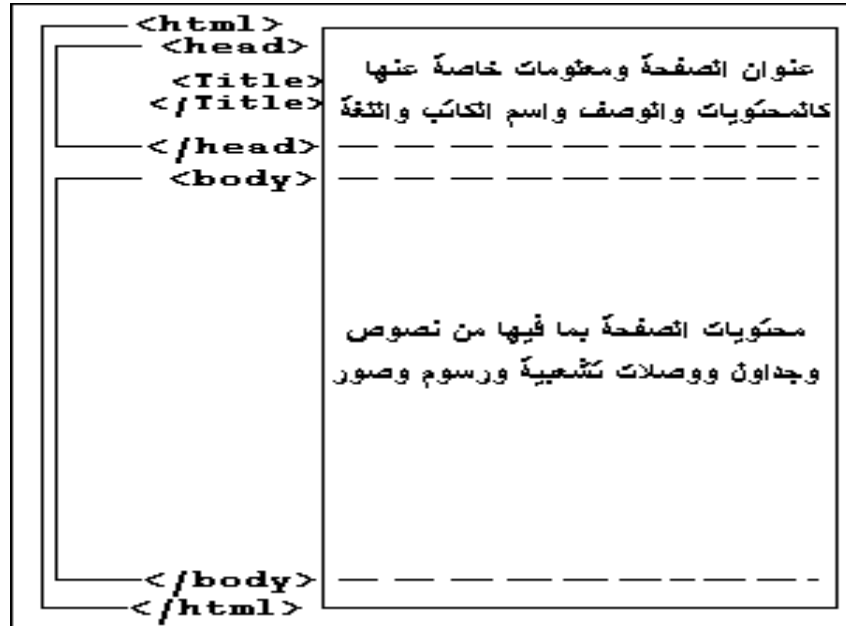 <html>
<head>
<Title>
</Title>
عنوان الصفحة ومعلومات خاصة عنها
كالمحتويات والوصف واسم الكاتب واللغة
</head>
<body>
محتويات الصفحة بما فيها من نصوص
وجداول ووصلات تشعبية ورسوم وصور
</body>
</html>